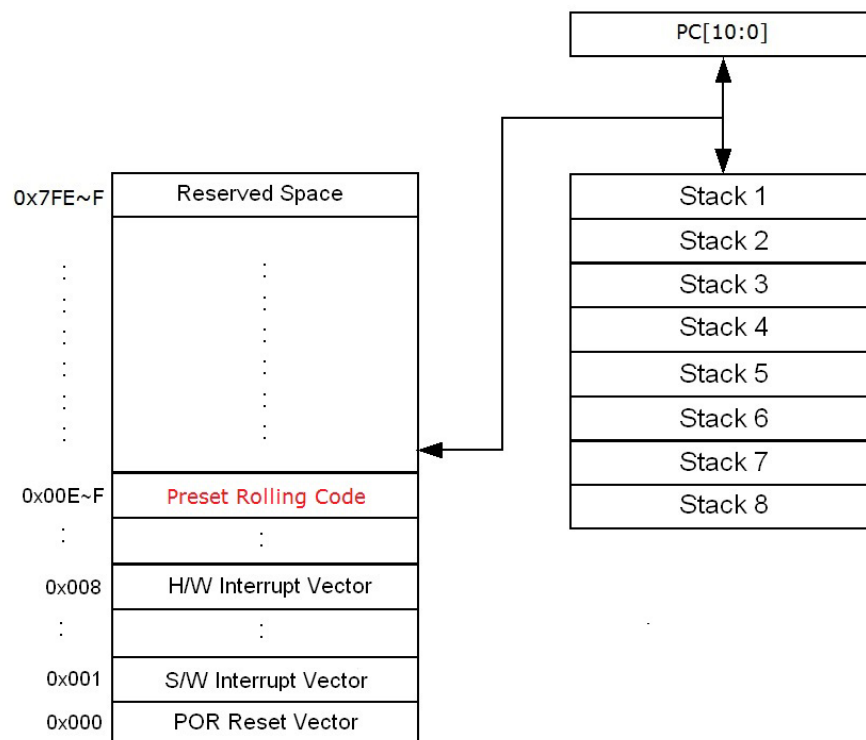 PC[10:0]
0x7FE~F Reserved Space
Stack 1
Stack 2
Stack 3
Stack 4
Stack 5
Stack 6
Stack 7
Stack 8
0x00E~F Preset Rolling Code
0x008 H/W Interrupt Vector
0x001 S/W Interrupt Vector
0x000 POR Reset Vector